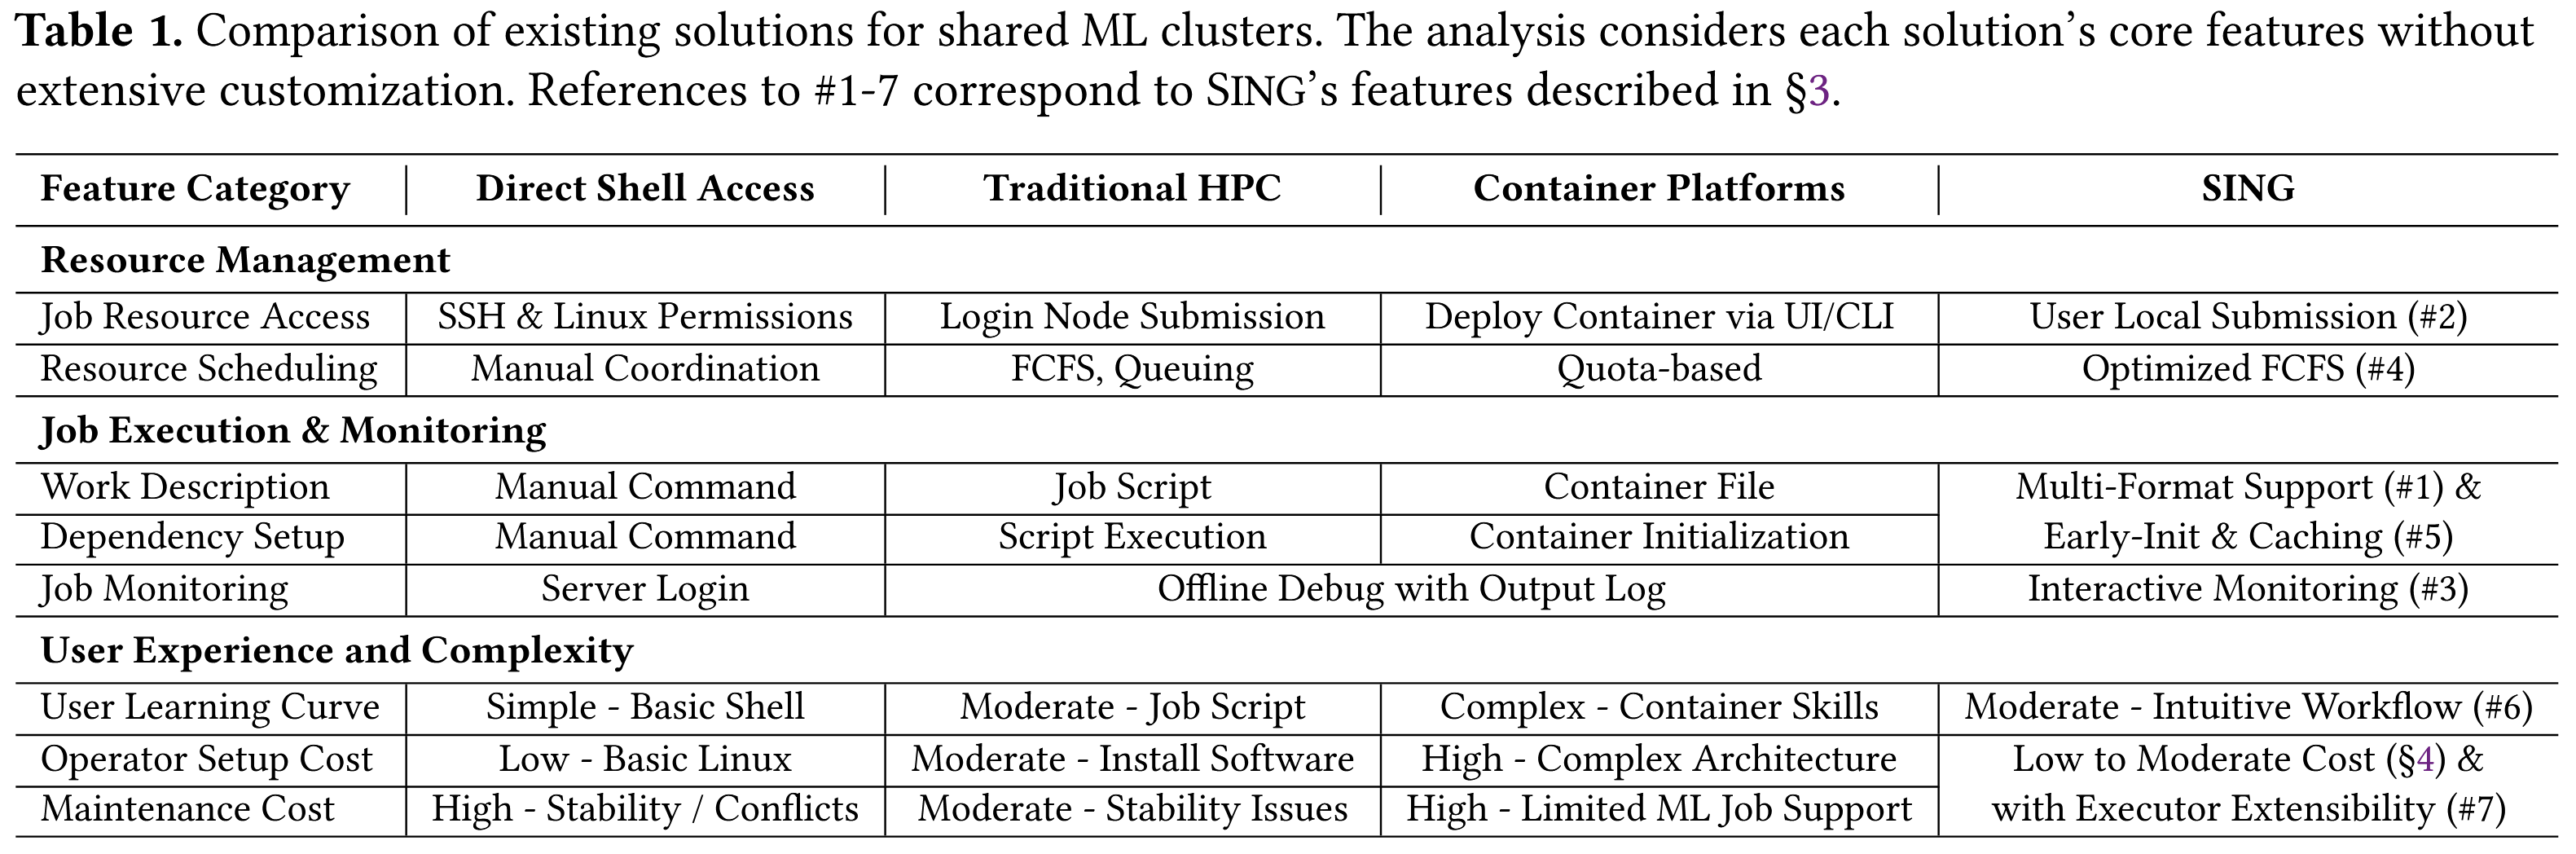 Table 1. Comparison of existing solutions for shared ML clusters. The analysis considers each solution's core features without
extensive customization. References to #1-7 correspond to SING's features described in §3.
Feature Category | Direct Shell Access | Traditional HPC | Container Platforms | SING
Resource Management
Job Resource Access | SSH & Linux Permissions | Login Node Submission | Deploy Container via UI/CLI | User Local Submission (#2)
Resource Scheduling | Manual Coordination | FCFS, Queuing | Quota-based | Optimized FCFS (#4)
Job Execution & Monitoring
Work Description | Manual Command | Job Script | Container File | Multi-Format Support (#1) &
Dependency Setup | Manual Command | Script Execution | Container Initialization | Early-Init & Caching (#5)
Job Monitoring | Server Login | Offline Debug with Output Log | Interactive Monitoring (#3)
User Experience and Complexity
User Learning Curve | Simple - Basic Shell | Moderate - Job Script | Complex - Container Skills | Moderate - Intuitive Workflow (#6)
Operator Setup Cost | Low - Basic Linux | Moderate - Install Software | High - Complex Architecture | Low to Moderate Cost (§4) &
Maintenance Cost | High - Stability / Conflicts | Moderate - Stability Issues | High - Limited ML Job Support | with Executor Extensibility (#7)